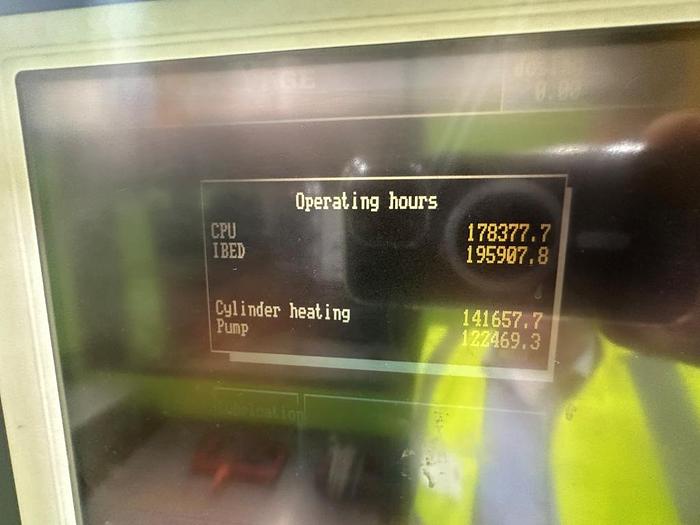 Operating hours
CPU 178377.7
IBED 195907.8
Cylinder heating 141657.7
Pump 122469.3